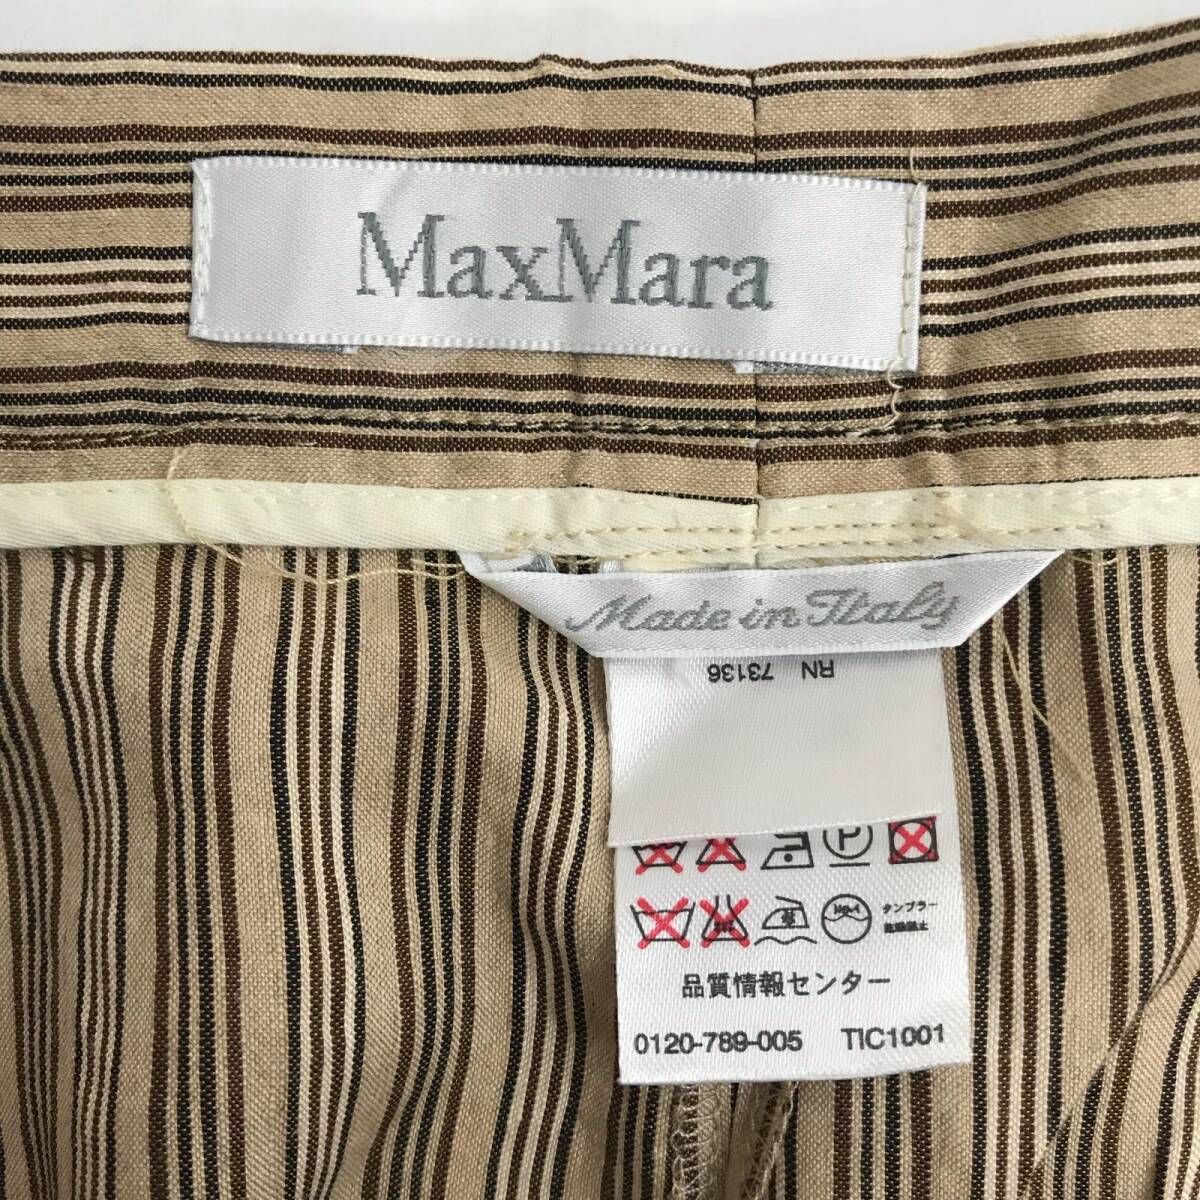 MaxMara
Made in Italy
RN 73136
P
タンブラー
乾燥禁止
品質情報センター
0120-789-005 TIC1001